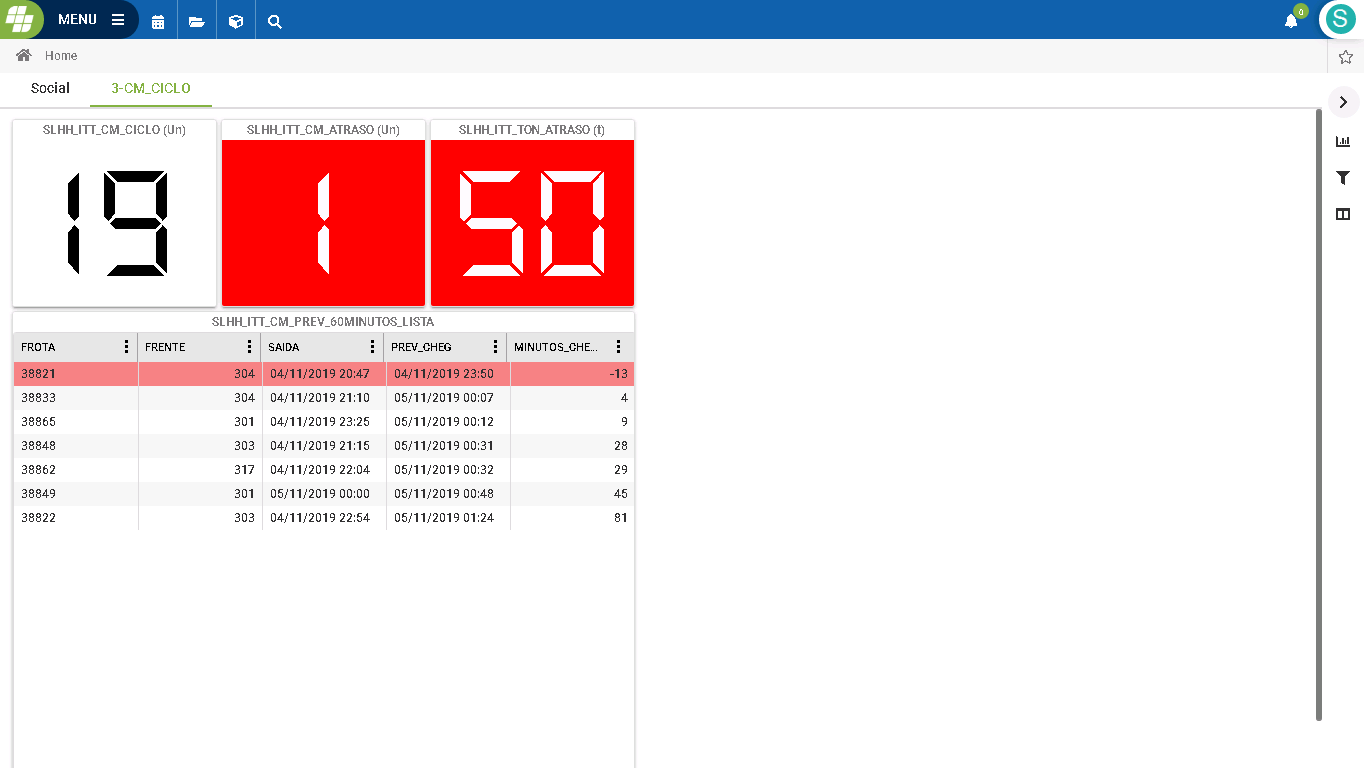 MENU
0
S
Home
Social 3-CM_CICLO
SLHH_ITT_CM_CICLO (Un) SLHH_ITT_CM_ATRASO (Un) SLHH_ITT_TON_ATRASO (t)
19 1 50
SLHH_ITT_CM_PREV_60MINUTOS_LISTA
FROTA FRENTE SAIDA PREV_CHEG MINUTOS_CHE...
38821 304 04/11/2019 20:47 04/11/2019 23:50 -13
38833 304 04/11/2019 21:10 05/11/2019 00:07 4
38865 301 04/11/2019 23:25 05/11/2019 00:12 9
38848 303 04/11/2019 21:15 05/11/2019 00:31 28
38862 317 04/11/2019 22:04 05/11/2019 00:32 29
38849 301 05/11/2019 00:00 05/11/2019 00:48 45
38822 303 04/11/2019 22:54 05/11/2019 01:24 81